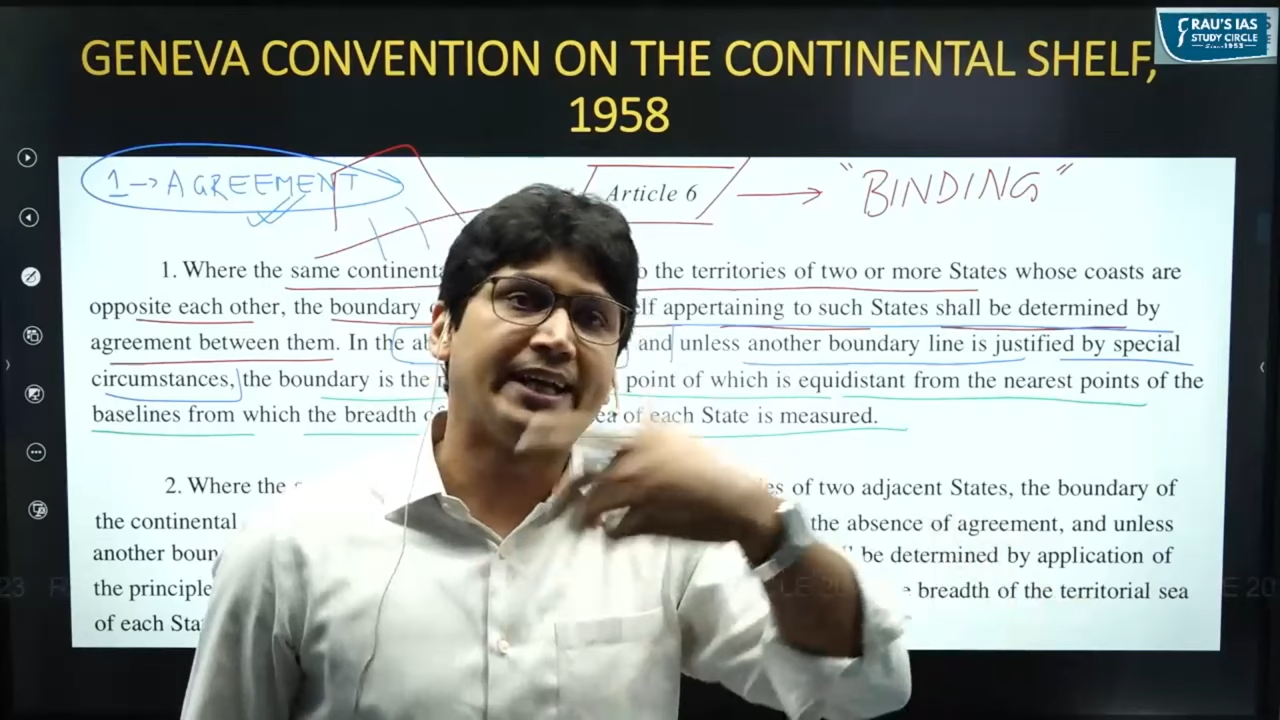 RAU'S IAS
STUDY CIRCLE
Since 1953
GENEVA CONVENTION ON THE CONTINENTAL SHELF,
1958
1 → AGREEMENT
Article 6 → "BINDING"
1. Where the same continenta the territories of two or more States whose coasts are
opposite each other, the boundary appertaining to such States shall be determined by
agreement between them. In the and unless another boundary line is justified by special
circumstances, the boundary is the point of which is equidistant from the nearest points of the
baselines from which the breadth of each State is measured.
2. Where the of two adjacent States, the boundary of
the continental the absence of agreement, and unless
another boun be determined by application of
the principle breadth of the territorial sea
of each Sta